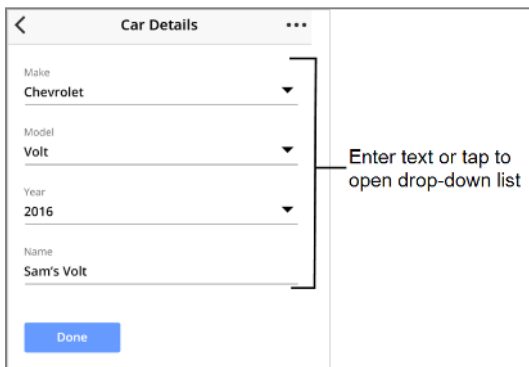 Car Details
Make
Chevrolet
Model
Volt
Year
2016
Name
Sam's Volt
Done
Enter text or tap to
open drop-down list